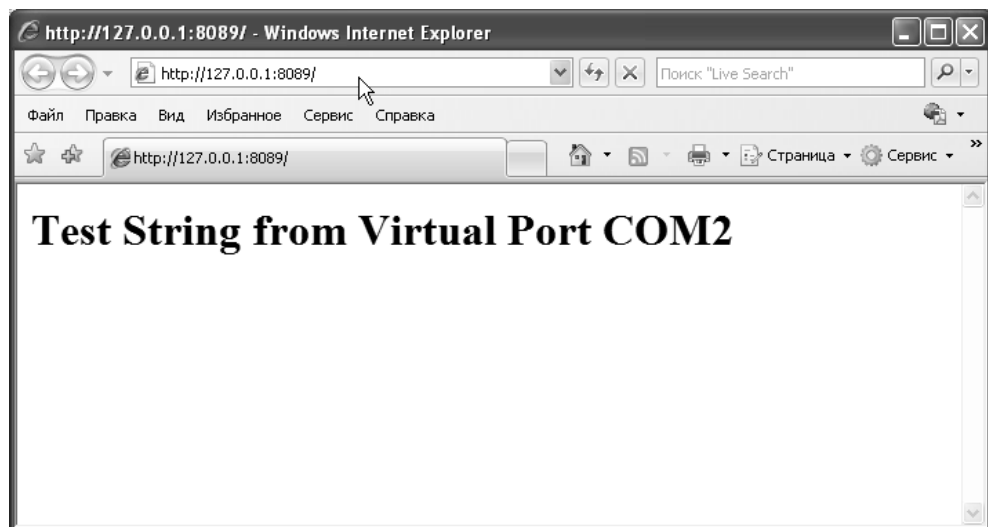 http://127.0.0.1:8089/ - Windows Internet Explorer
http://127.0.0.1:8089/ Поиск "Live Search"
Файл Правка Вид Избранное Сервис Справка
http://127.0.0.1:8089/ Страница Сервис »
Test String from Virtual Port COM2